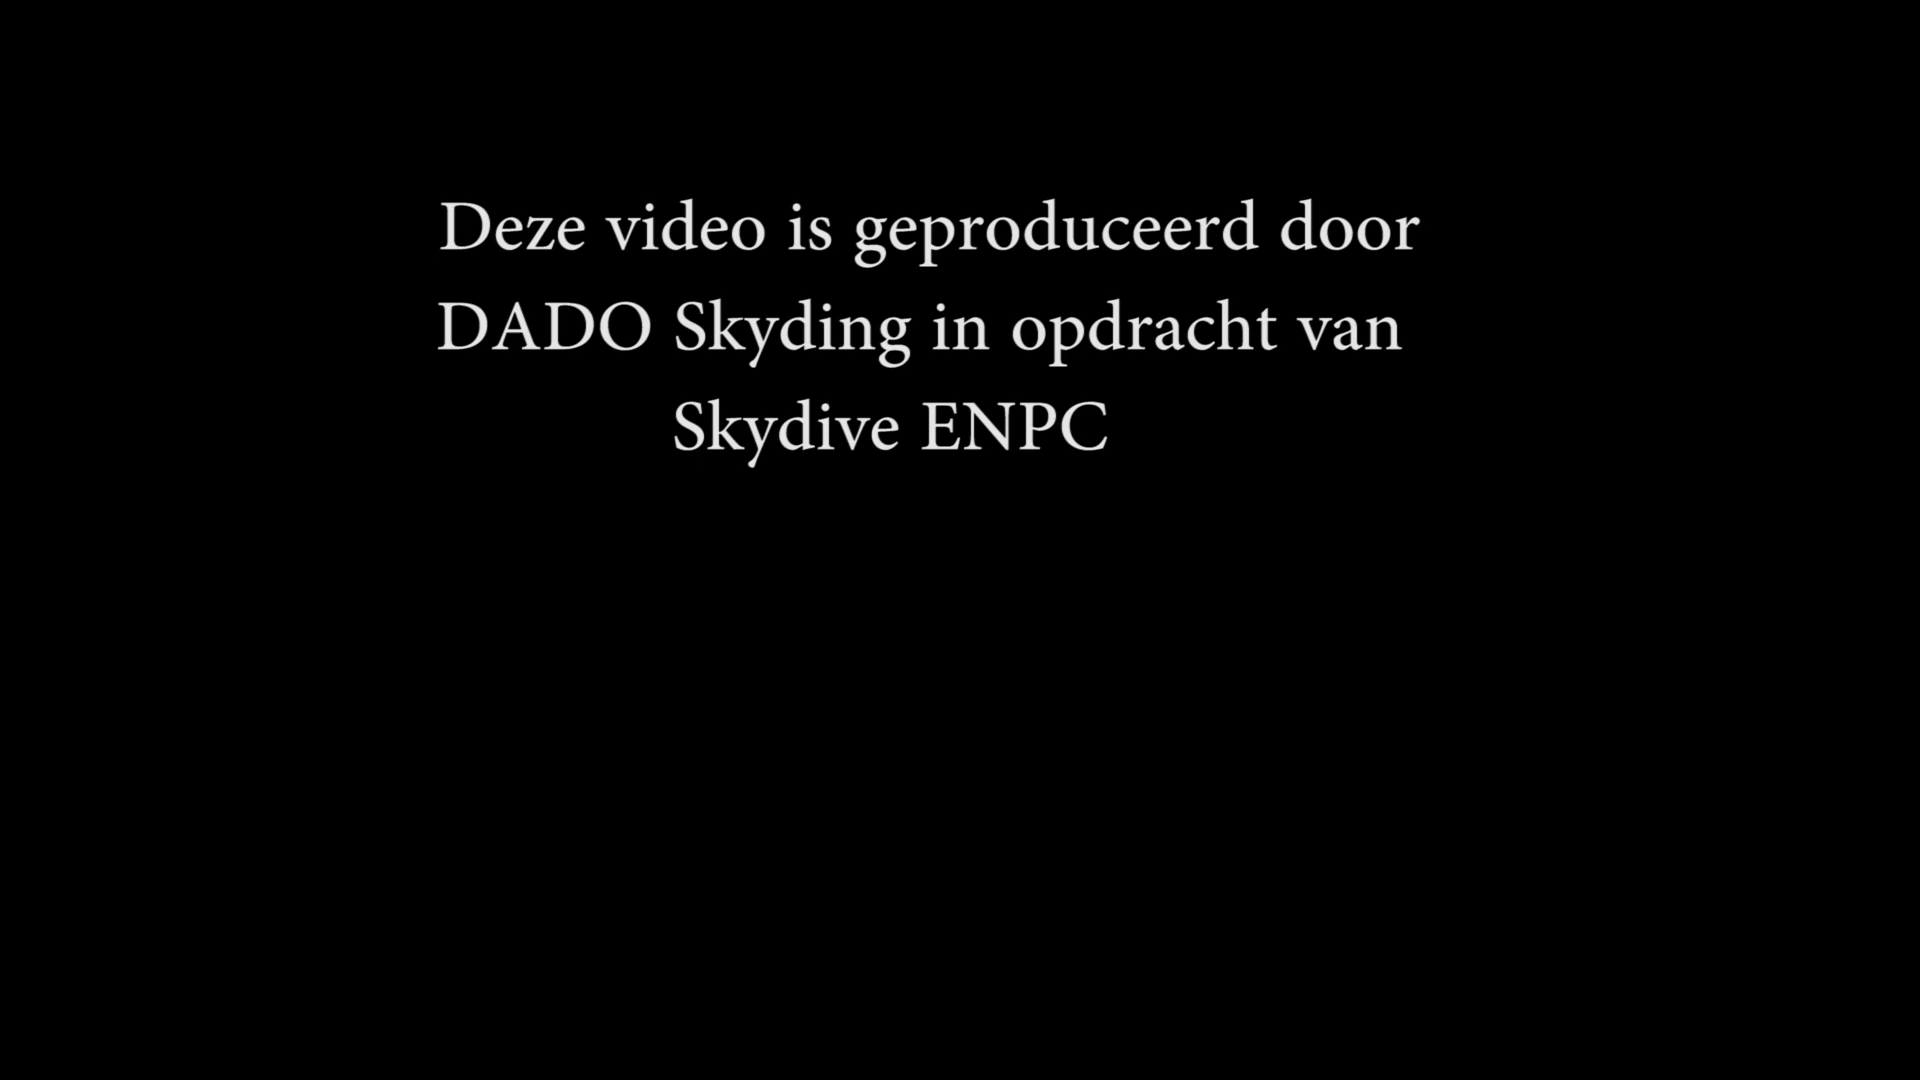 Deze video is geproduceerd door
DADO Skyding in opdracht van
Skydive ENPC